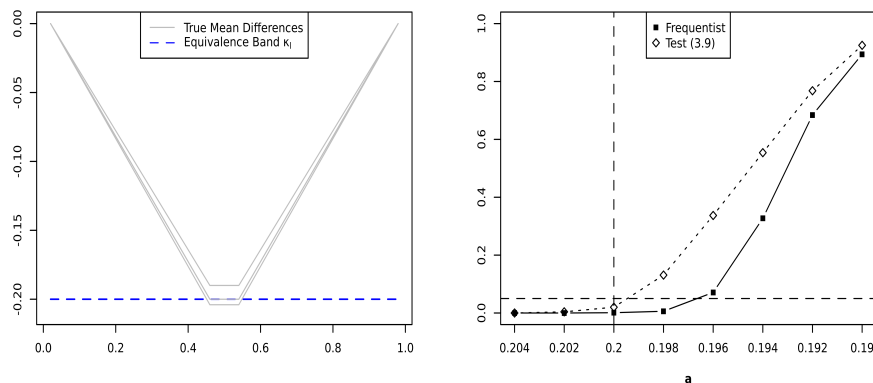 0.00
-0.05
-0.10
-0.15
-0.20
True Mean Differences
Equivalence Band κl
0.0 0.2 0.4 0.6 0.8 1.0
1.0
0.8
0.6
0.4
0.2
0.0
Frequentist
Test (3.9)
0.204 0.202 0.2 0.198 0.196 0.194 0.192 0.19
a